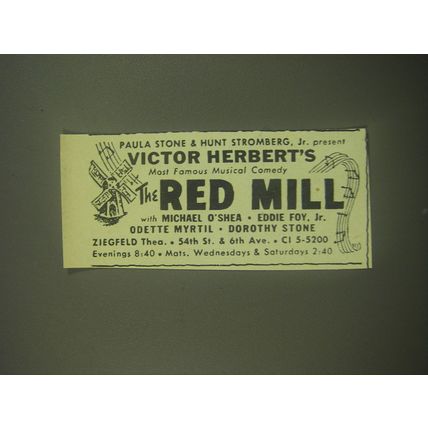 PAULA STONE & HUNT STROMBERG, Jr. present
VICTOR HERBERT'S
Most Famous Musical Comedy
The RED MILL
with MICHAEL O'SHEA • EDDIE FOY, Jr.
ODETTE MYRTIL • DOROTHY STONE
ZIEGFELD Thea. • 54th St. & 6th Ave. • CI 5-5200
Evenings 8:40 • Mats. Wednesdays & Saturdays 2:40